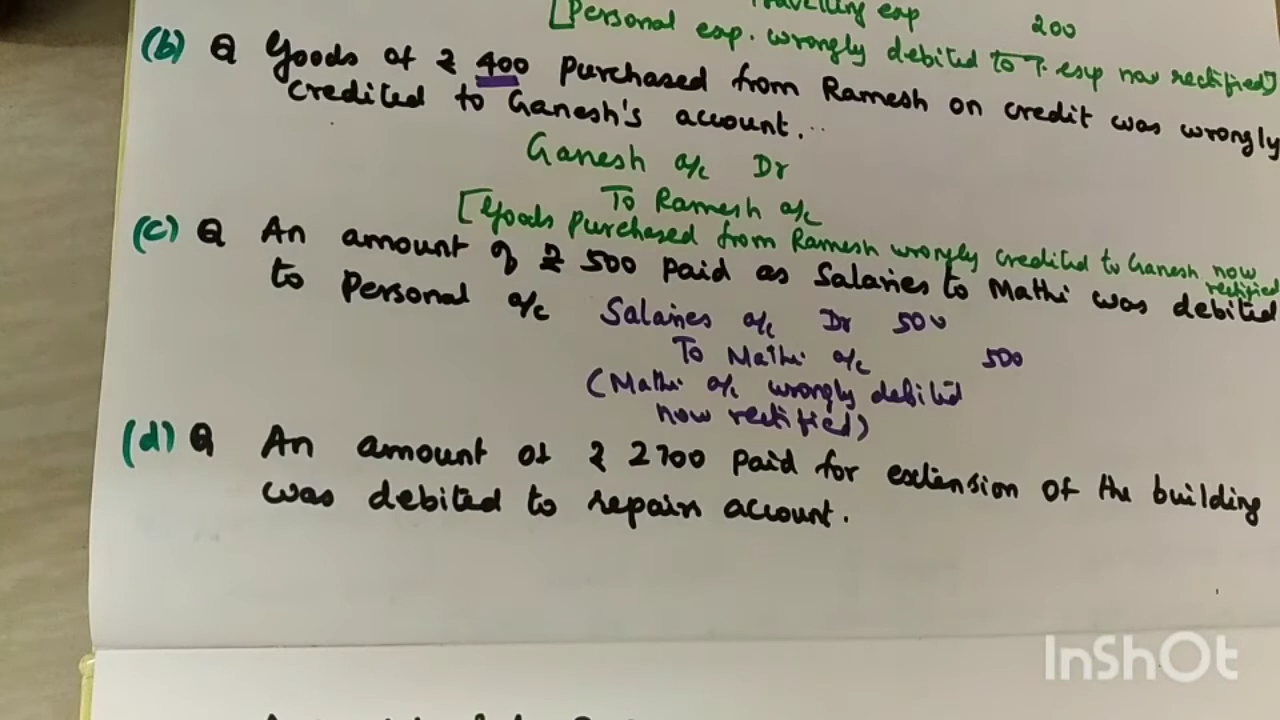 Travelling exp 200
[Personal exp. wrongly debited to T. exp now rectified]
(b) Q Goods of ₹ 400 purchased from Ramesh on credit was wrongly
credited to Ganesh's account.
Ganesh a/c Dr
To Ramesh a/c
[Goods purchased from Ramesh wrongly credited to Ganesh now
rectified
(c) Q An amount of ₹ 500 paid as Salaries to Mathi was debited
to Personal a/c
Salaries a/c Dr 500
To Mathi a/c 500
(Mathi a/c wrongly debited
now rectified)
(d) Q An amount of ₹ 2700 paid for extension of the building
was debited to repairs account.
InShOt